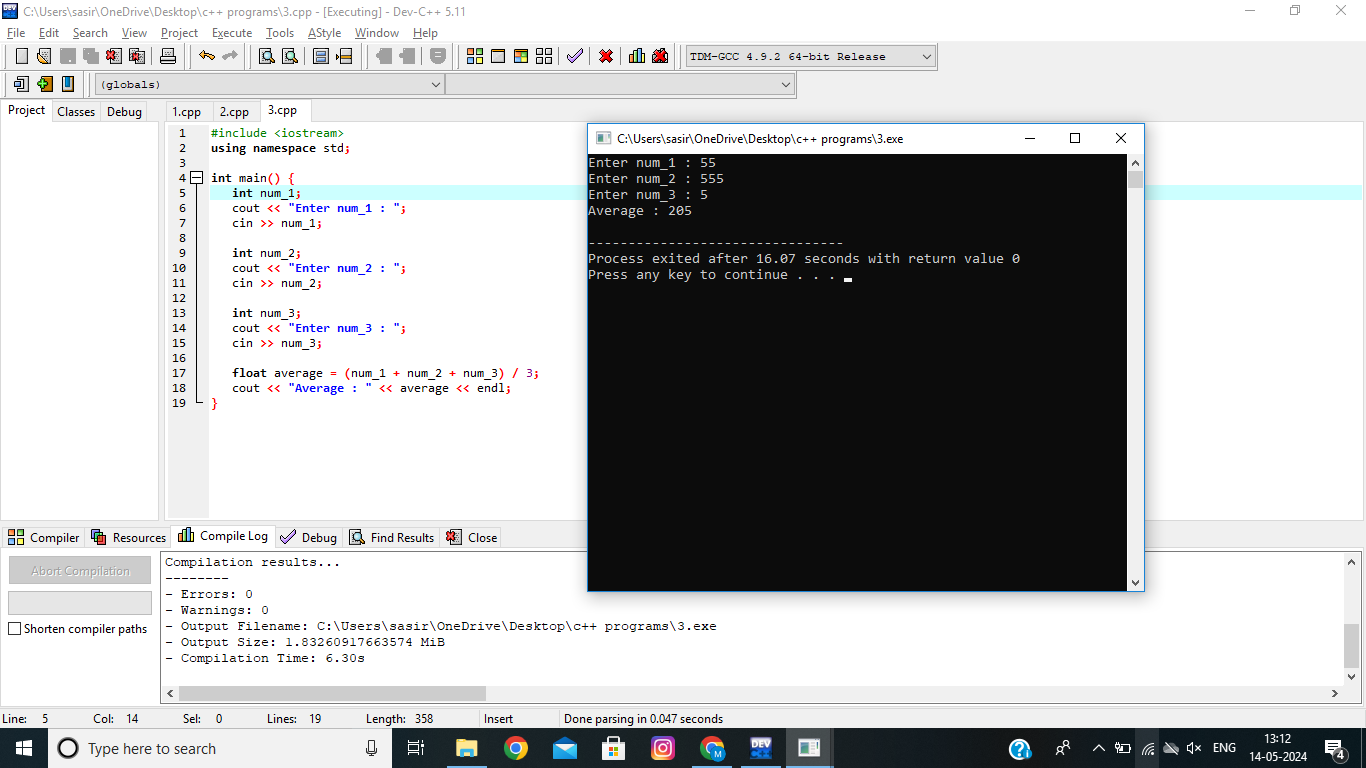 C:\Users\sasir\OneDrive\Desktop\c++ programs\3.cpp - [Executing] - Dev-C++ 5.11
File Edit Search View Project Execute Tools AStyle Window Help
TDM-GCC 4.9.2 64-bit Release
(globals)
Project Classes Debug
1.cpp 2.cpp 3.cpp
1 #include <iostream>
2 using namespace std;
3
4 int main() {
5 int num_1;
6 cout << "Enter num_1 : ";
7 cin >> num_1;
8
9 int num_2;
10 cout << "Enter num_2 : ";
11 cin >> num_2;
12
13 int num_3;
14 cout << "Enter num_3 : ";
15 cin >> num_3;
16
17 float average = (num_1 + num_2 + num_3) / 3;
18 cout << "Average : " << average << endl;
19 }
C:\Users\sasir\OneDrive\Desktop\c++ programs\3.exe
Enter num_1 : 55
Enter num_2 : 555
Enter num_3 : 5
Average : 205
--------------------------------
Process exited after 16.07 seconds with return value 0
Press any key to continue . . .
Compiler Resources Compile Log Debug Find Results Close
Abort Compilation
Shorten compiler paths
Compilation results...
--------
- Errors: 0
- Warnings: 0
- Output Filename: C:\Users\sasir\OneDrive\Desktop\c++ programs\3.exe
- Output Size: 1.83260917663574 MiB
- Compilation Time: 6.30s
Line: 5 Col: 14 Sel: 0 Lines: 19 Length: 358 Insert Done parsing in 0.047 seconds
Type here to search
DEV
M
ENG
13:12
14-05-2024
4